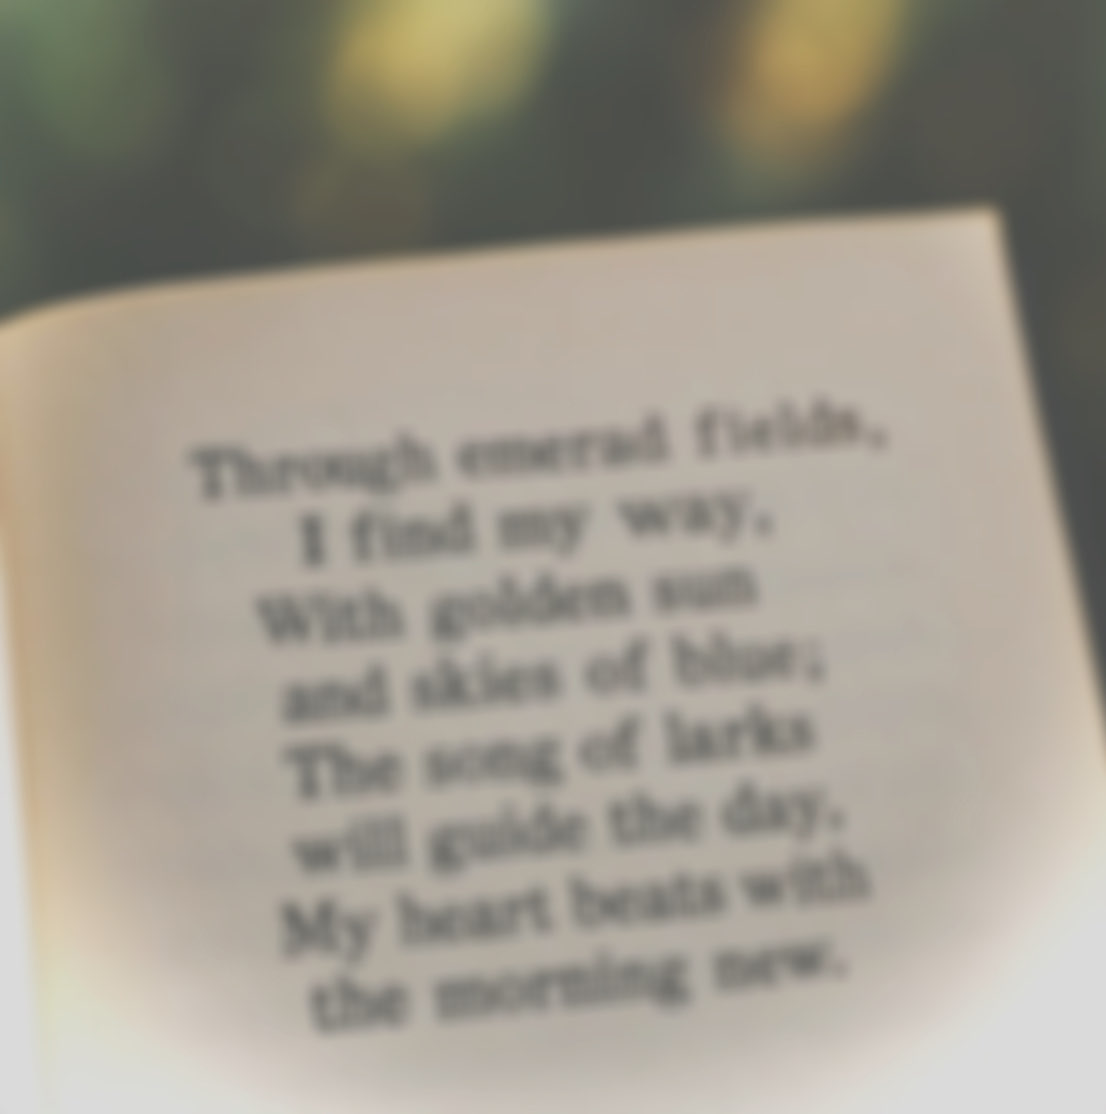 Through emerad fields,
I find my way,
With golden sun
and skies of blue;
The song of larks
will guide the day,
My heart beats with
the morning new.